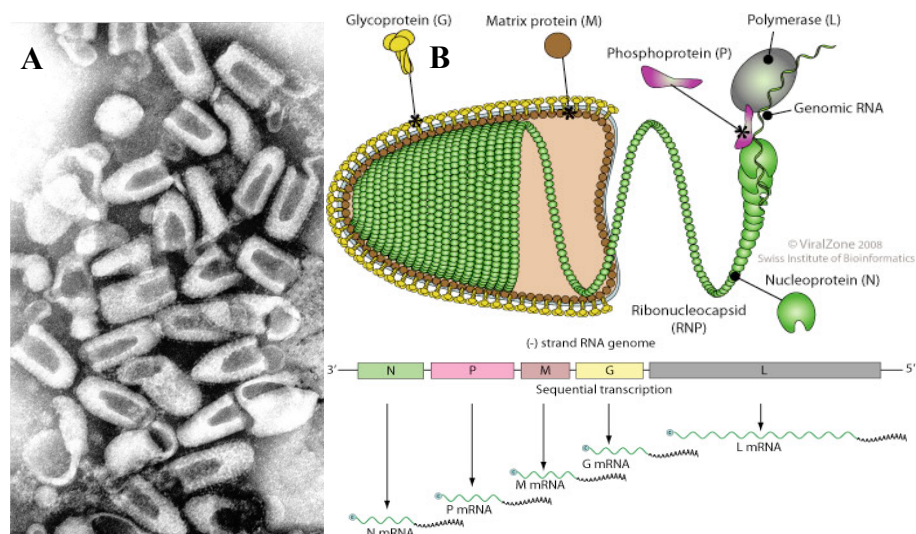 A
B
Glycoprotein (G)
Matrix protein (M)
Polymerase (L)
Phosphoprotein (P)
Genomic RNA
© ViralZone 2008
Swiss Institute of Bioinformatics
Nucleoprotein (N)
Ribonucleocapsid
(RNP)
(-) strand RNA genome
3’ N P M G L 5’
Sequential transcription
L mRNA
G mRNA
M mRNA
P mRNA
N mRNA